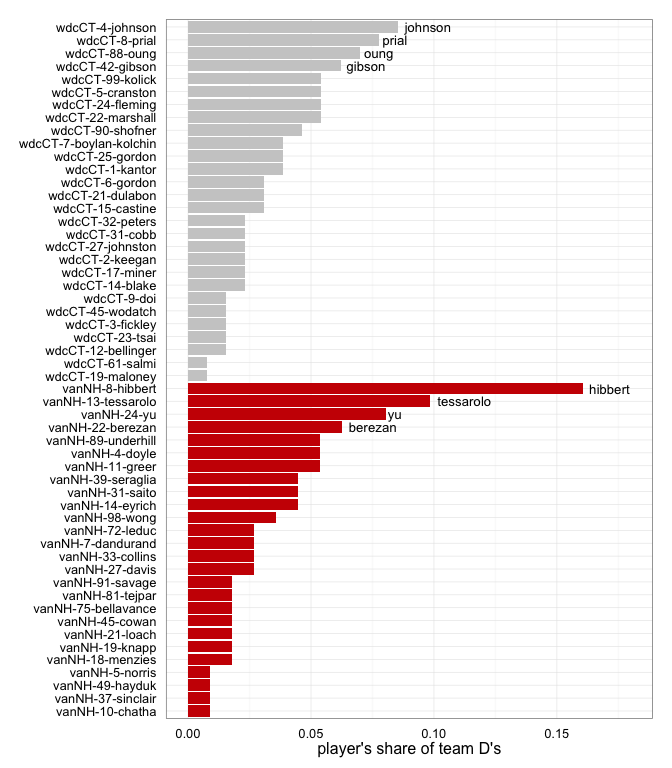 wdcCT-4-johnson johnson
wdcCT-8-prial prial
wdcCT-88-oung oung
wdcCT-42-gibson gibson
wdcCT-99-kolick
wdcCT-5-cranston
wdcCT-24-fleming
wdcCT-22-marshall
wdcCT-90-shofner
wdcCT-7-boylan-kolchin
wdcCT-25-gordon
wdcCT-1-kantor
wdcCT-6-gordon
wdcCT-21-dulabon
wdcCT-15-castine
wdcCT-32-peters
wdcCT-31-cobb
wdcCT-27-johnston
wdcCT-2-keegan
wdcCT-17-miner
wdcCT-14-blake
wdcCT-9-doi
wdcCT-45-wodatch
wdcCT-3-fickley
wdcCT-23-tsai
wdcCT-12-bellinger
wdcCT-61-salmi
wdcCT-19-maloney
vanNH-8-hibbert hibbert
vanNH-13-tessarolo tessarolo
vanNH-24-yu yu
vanNH-22-berezan berezan
vanNH-89-underhill
vanNH-4-doyle
vanNH-11-greer
vanNH-39-seraglia
vanNH-31-saito
vanNH-14-eyrich
vanNH-98-wong
vanNH-72-leduc
vanNH-7-dandurand
vanNH-33-collins
vanNH-27-davis
vanNH-91-savage
vanNH-81-tejpar
vanNH-75-bellavance
vanNH-45-cowan
vanNH-21-loach
vanNH-19-knapp
vanNH-18-menzies
vanNH-5-norris
vanNH-49-hayduk
vanNH-37-sinclair
vanNH-10-chatha
0.00 0.05 0.10 0.15
player's share of team D's